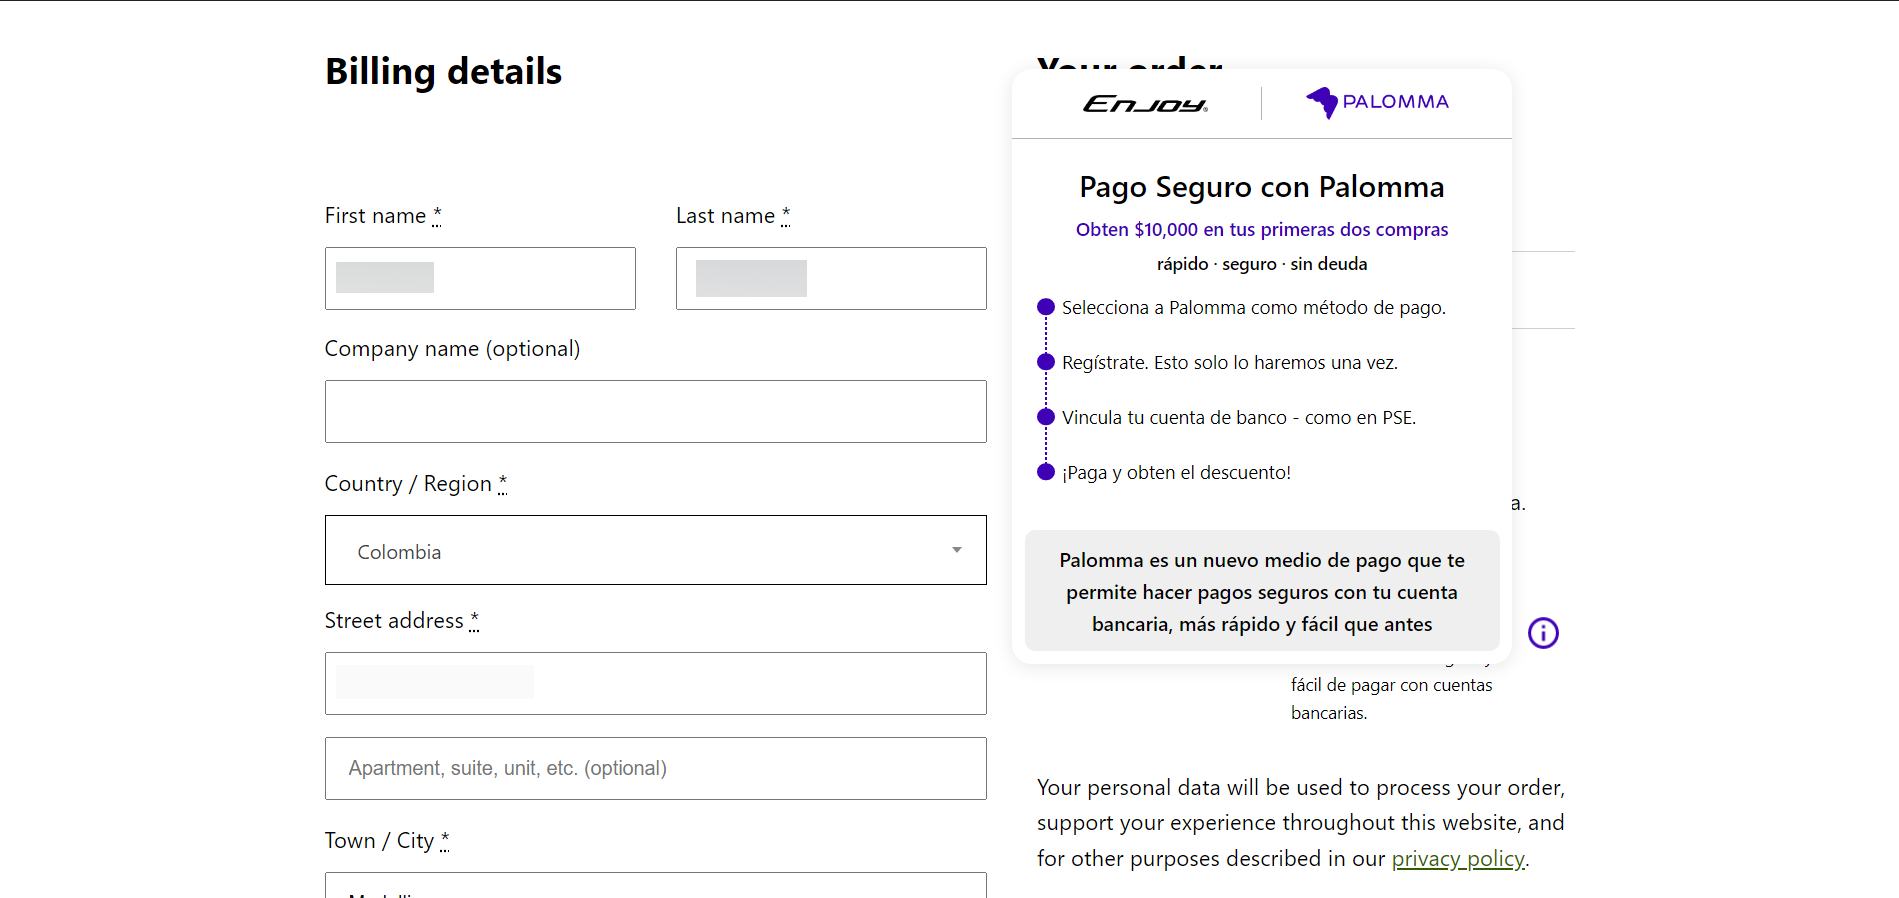 Billing details
First name *
Last name *
Company name (optional)
Country / Region *
Colombia
Street address *
Apartment, suite, unit, etc. (optional)
Town / City *
Your order
Enjoy®
PALOMMA
Pago Seguro con Palomma
Obten $10,000 en tus primeras dos compras
rápido · seguro · sin deuda
Selecciona a Palomma como método de pago.
Regístrate. Esto solo lo haremos una vez.
Vincula tu cuenta de banco - como en PSE.
¡Paga y obten el descuento!
a.
Palomma es un nuevo medio de pago que te
permite hacer pagos seguros con tu cuenta
bancaria, más rápido y fácil que antes
fácil de pagar con cuentas
bancarias.
Your personal data will be used to process your order,
support your experience throughout this website, and
for other purposes described in our privacy policy.